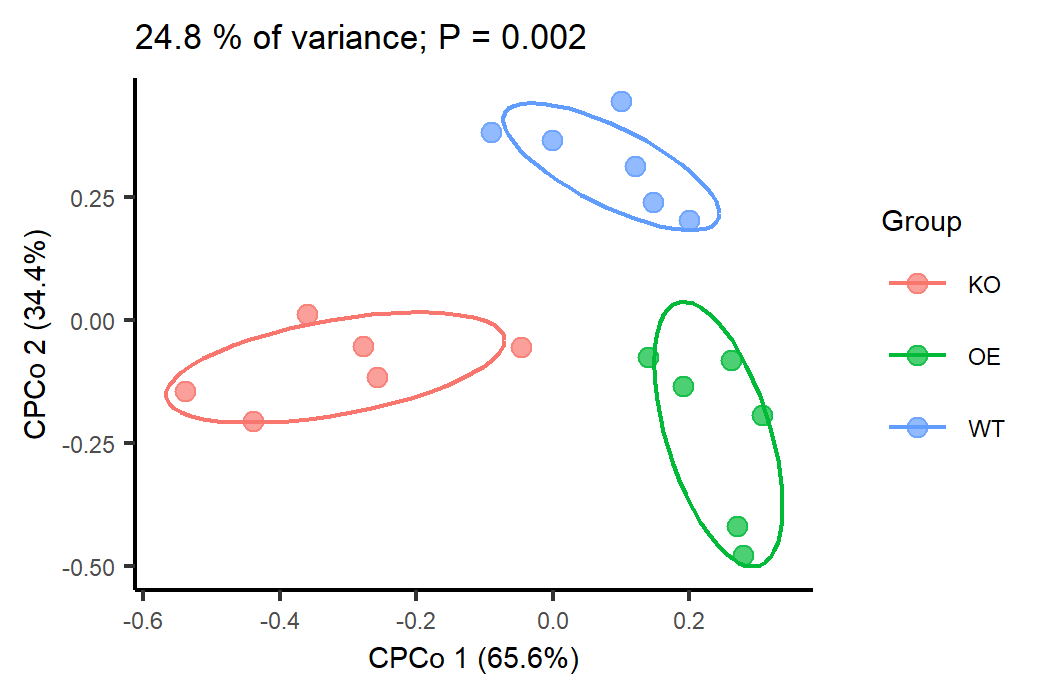 24.8 % of variance; P = 0.002
CPCo 2 (34.4%)
0.25
0.00
-0.25
-0.50
-0.6
-0.4
-0.2
0.0
0.2
CPCo 1 (65.6%)
Group
KO
OE
WT